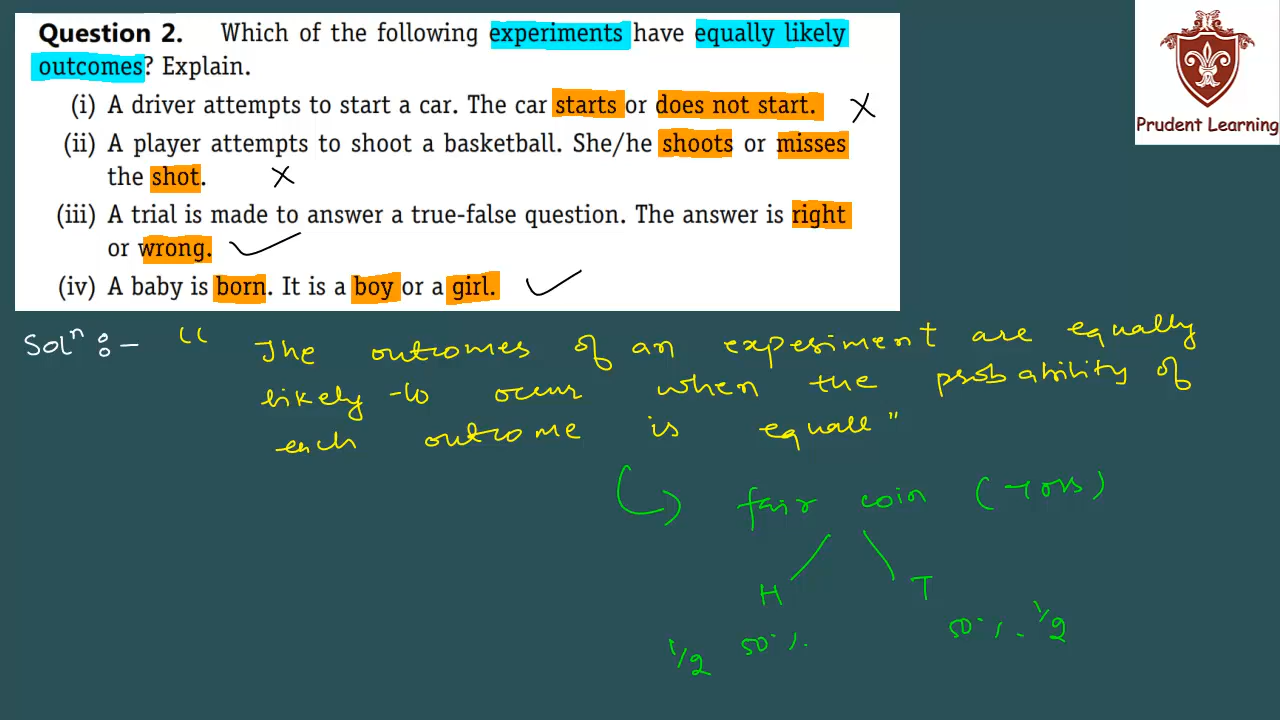 Question 2. Which of the following experiments have equally likely
outcomes? Explain.
(i) A driver attempts to start a car. The car starts or does not start.
(ii) A player attempts to shoot a basketball. She/he shoots or misses
the shot.
(iii) A trial is made to answer a true-false question. The answer is right
or wrong.
(iv) A baby is born. It is a boy or a girl.
Prudent Learning
Solⁿ :- " The outcomes of an experiment are equally
likely to occur when the probability of
each outcome is equall"
fair coin (Toss)
H T
1/2 50% 50% 1/2